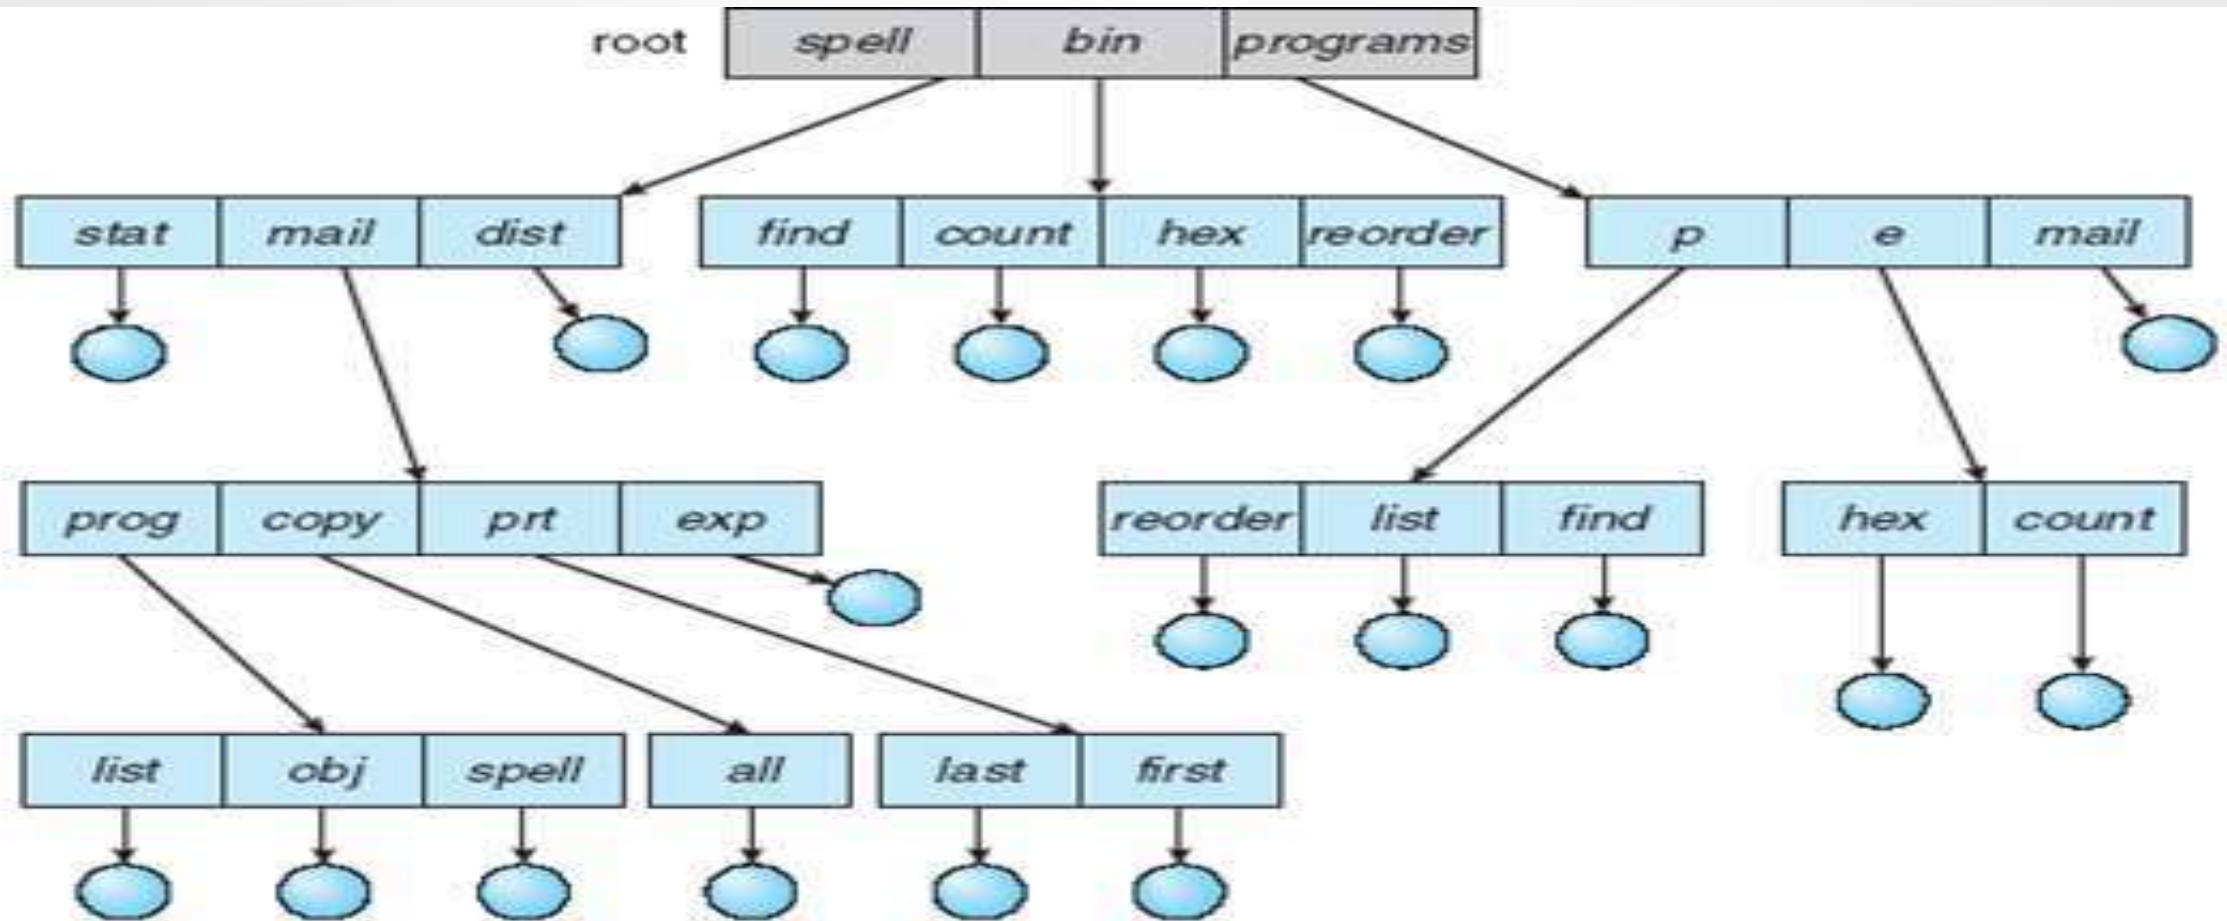 root spell bin programs
stat mail dist find count hex reorder p e mail
prog copy prt exp reorder list find hex count
list obj spell all last first